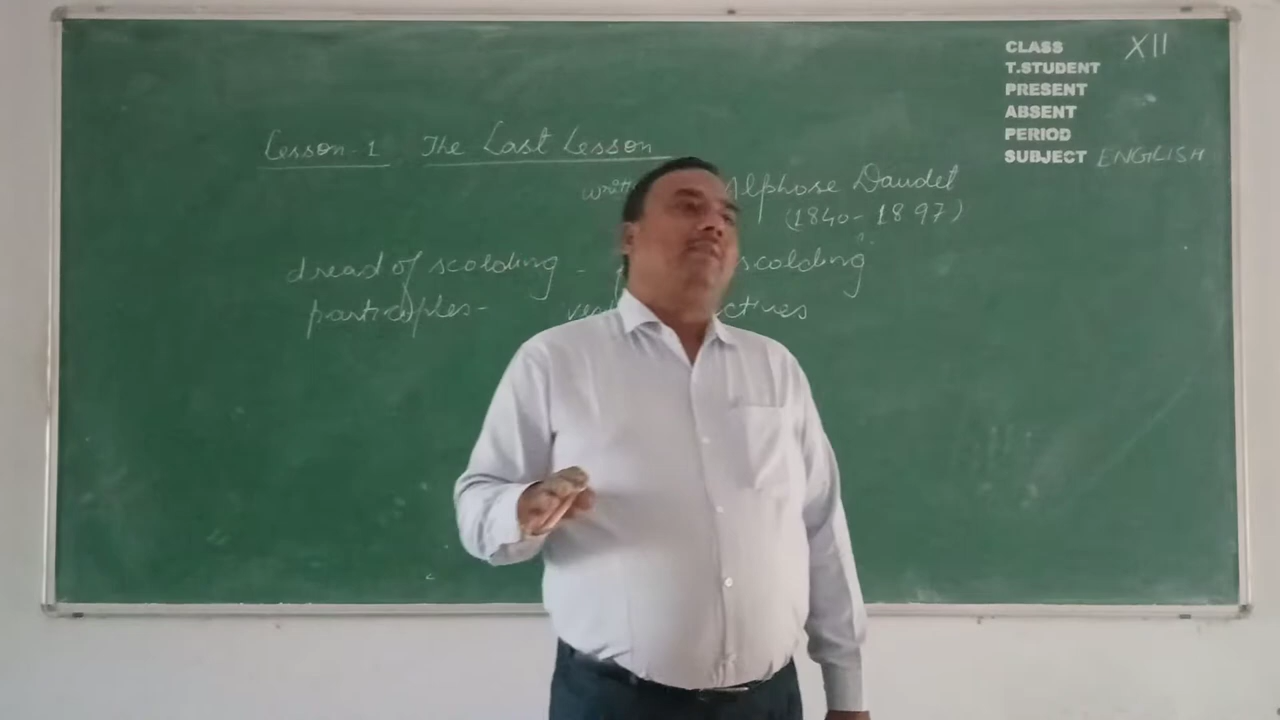 CLASS XII
T.STUDENT
PRESENT
ABSENT
PERIOD
SUBJECT ENGLISH
Lesson-1 The Last Lesson
Alphose Daudet
(1840-1897)
dread of scolding - scolding
participles-